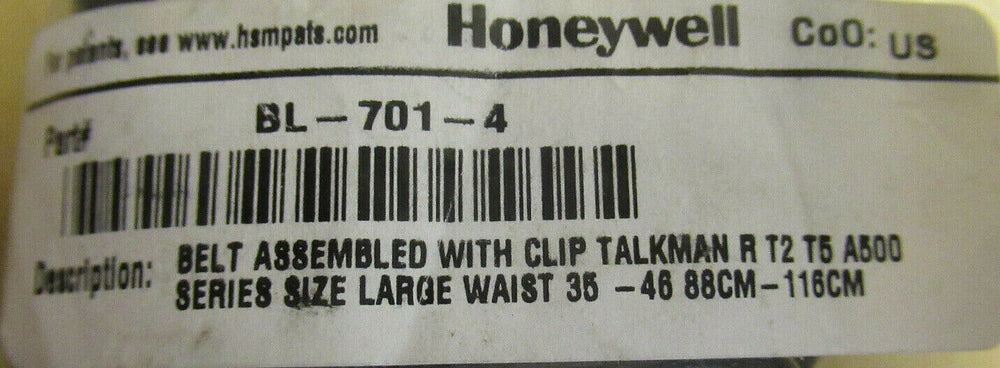 For patents, see www.hsmpats.com Honeywell CoO: US
Part# BL-701-4
Description: BELT ASSEMBLED WITH CLIP TALKMAN R T2 T5 A500
SERIES SIZE LARGE WAIST 35 -46 88CM-116CM